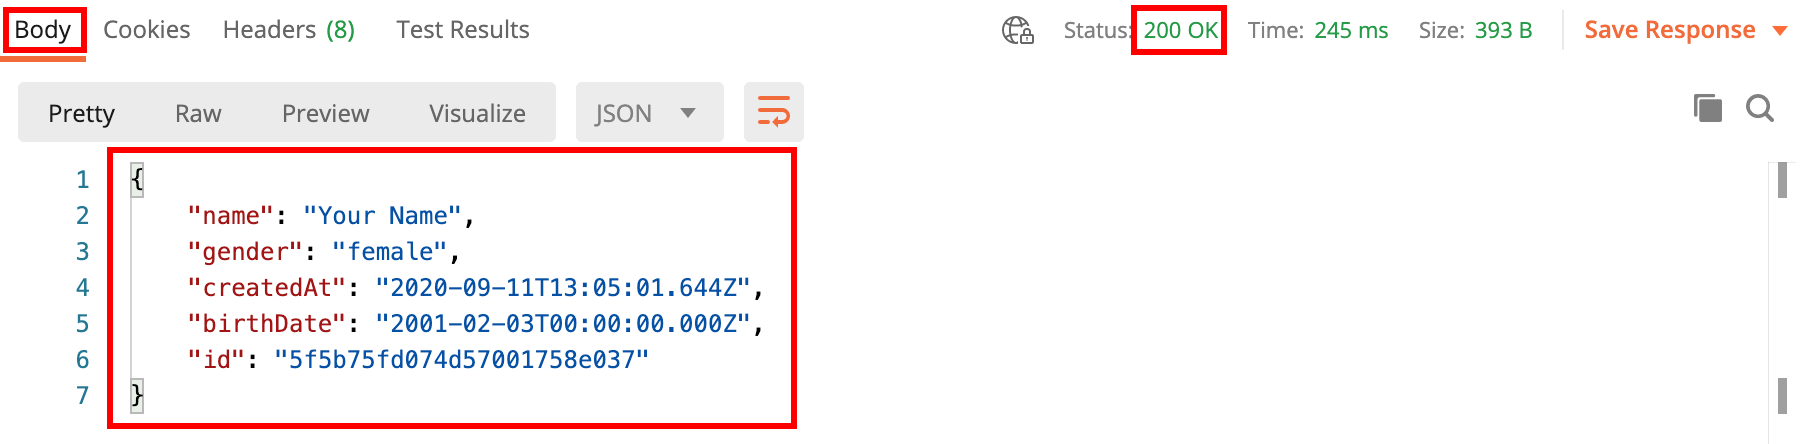 Body Cookies Headers (8) Test Results Status: 200 OK Time: 245 ms Size: 393 B Save Response
Pretty Raw Preview Visualize JSON
1 {
2 "name": "Your Name",
3 "gender": "female",
4 "createdAt": "2020-09-11T13:05:01.644Z",
5 "birthDate": "2001-02-03T00:00:00.000Z",
6 "id": "5f5b75fd074d57001758e037"
7 }